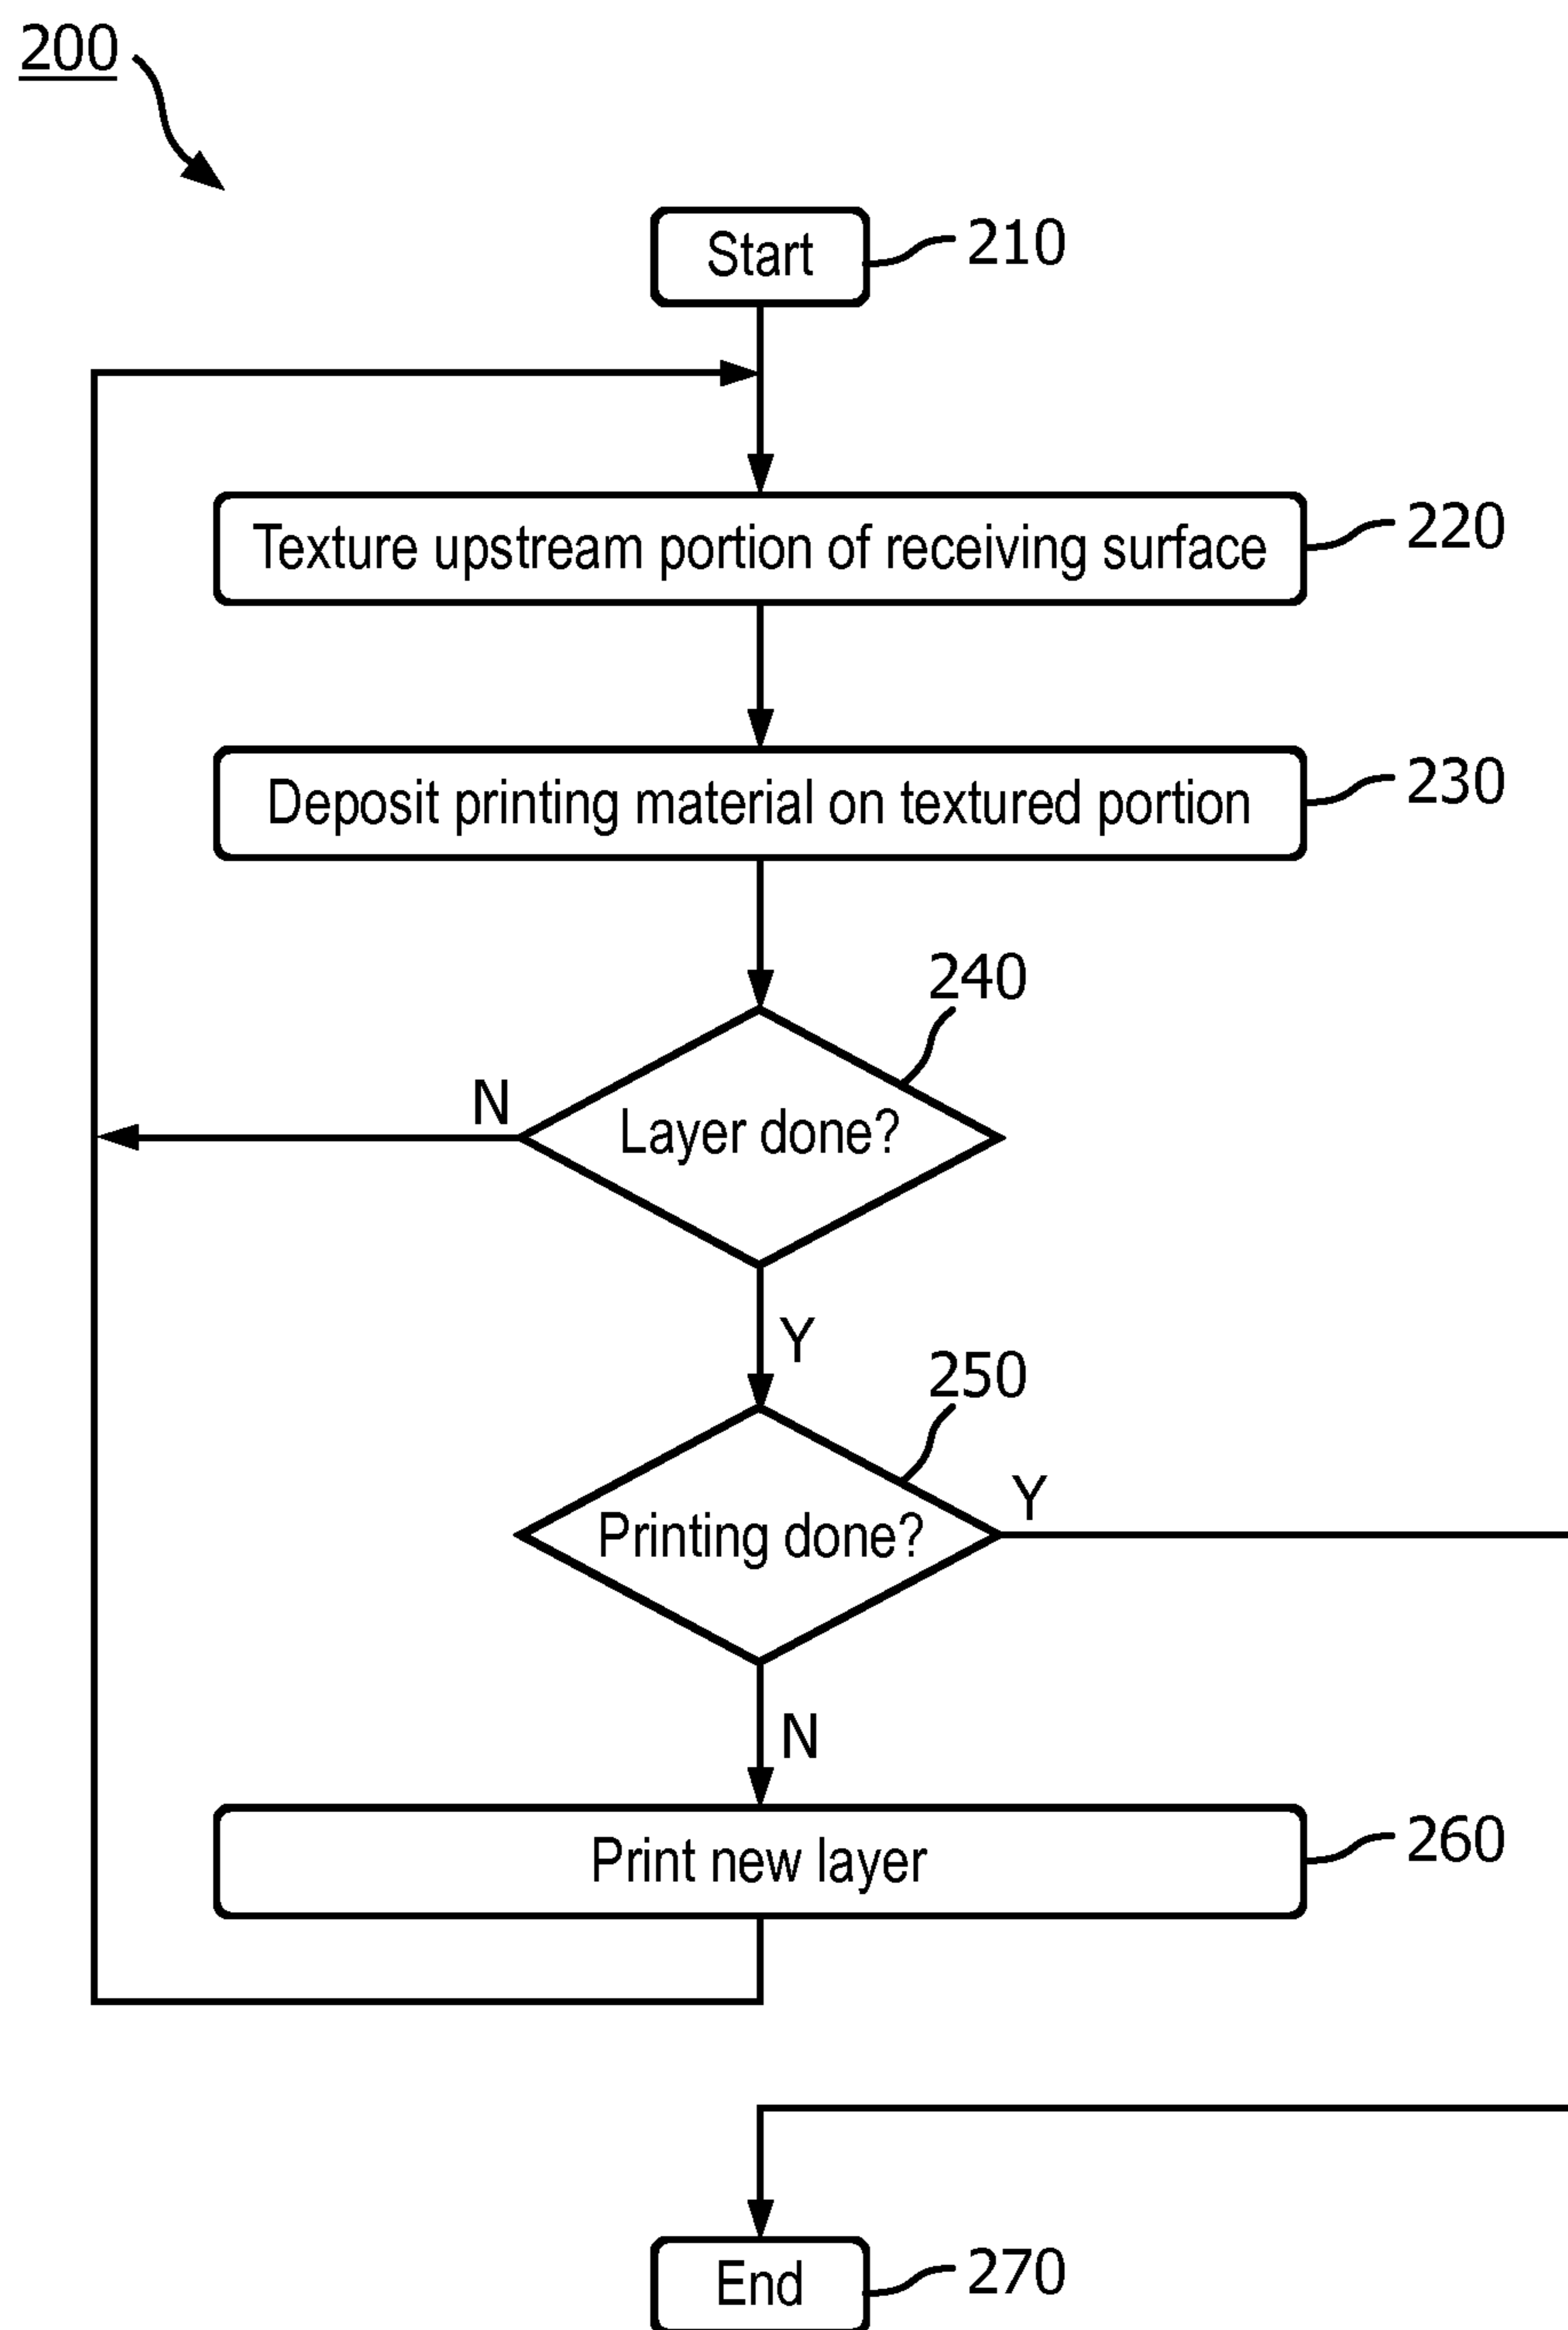 200
Start
210
Texture upstream portion of receiving surface
220
Deposit printing material on textured portion
230
240
N
Layer done?
Y
250
Y
Printing done?
N
Print new layer
260
End
270